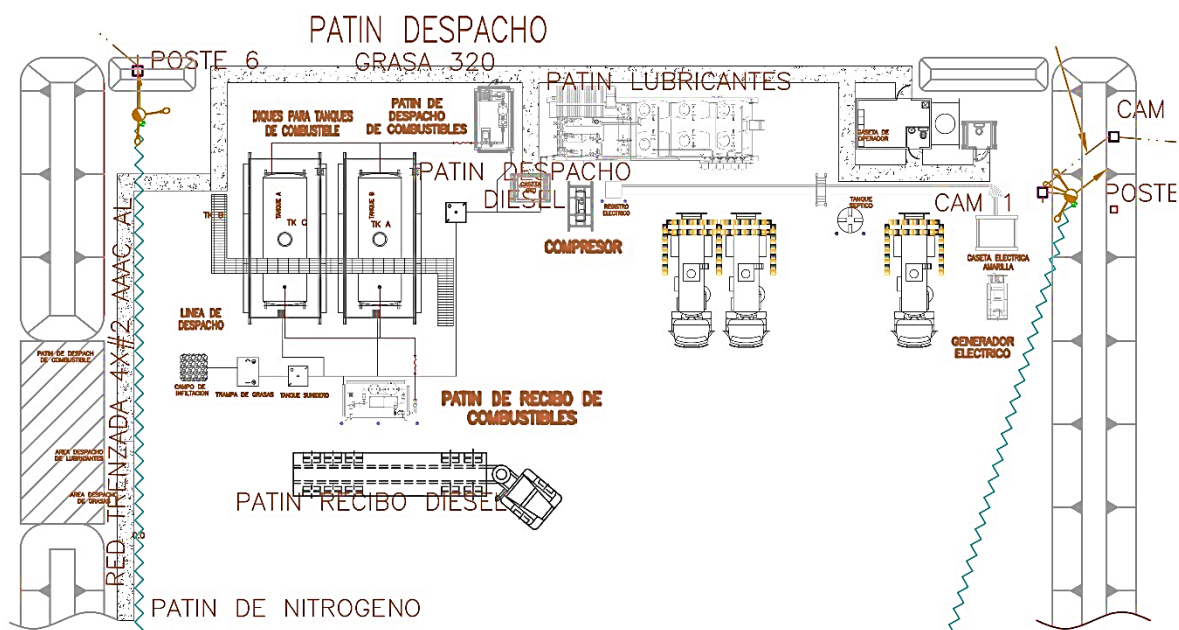 PATIN DESPACHO
GRASA 320
POSTE 6
PATIN LUBRICANTES
DIQUES PARA TANQUES
DE COMBUSTIBLE
PATIN DE
DESPACHO
DE COMBUSTIBLES
CASETA DE
OPERADOR
CAM
PATIN DESPACHO
DIESEL
REGISTRO
ELECTRICO
COMPRESOR
TANQUE
SEPTICO
CAM 1
POSTE
CASETA ELECTRICA
AMARILLA
GENERADOR
ELECTRICO
TANQUE A
TANQUE B
TK B
TK C
TK A
LINEA DE
DESPACHO
CAMPO DE
INFILTACION
TRAMPA DE GRASAS
TANQUE SUMIDERO
PATIN DE RECIBO DE
COMBUSTIBLES
PATIN DE DESPACH
DE COMBUSTIBLE
AREA DESPACHO
DE LUBRICANTES
AREA DESPACHO
DE GRASAS
RED TRENZADA 4X#2 AAAC AL
PATIN RECIBO DIESEL
PATIN DE NITROGENO